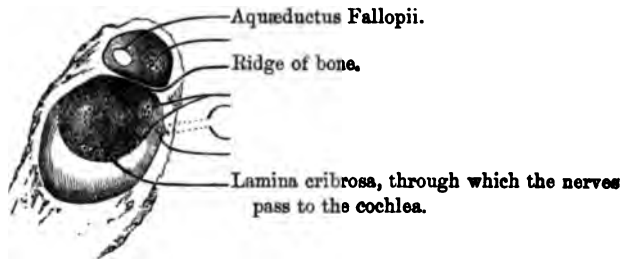 Aquæductus Fallopii.
Ridge of bone.
Lamina cribrosa, through which the nerves
pass to the cochlea.